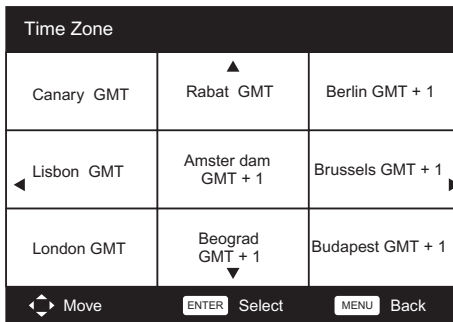 Time Zone
Canary GMT
Rabat GMT
Berlin GMT + 1
Lisbon GMT
Amster dam
GMT + 1
Brussels GMT + 1
London GMT
Beograd
GMT + 1
Budapest GMT + 1
Move
ENTER Select
MENU Back